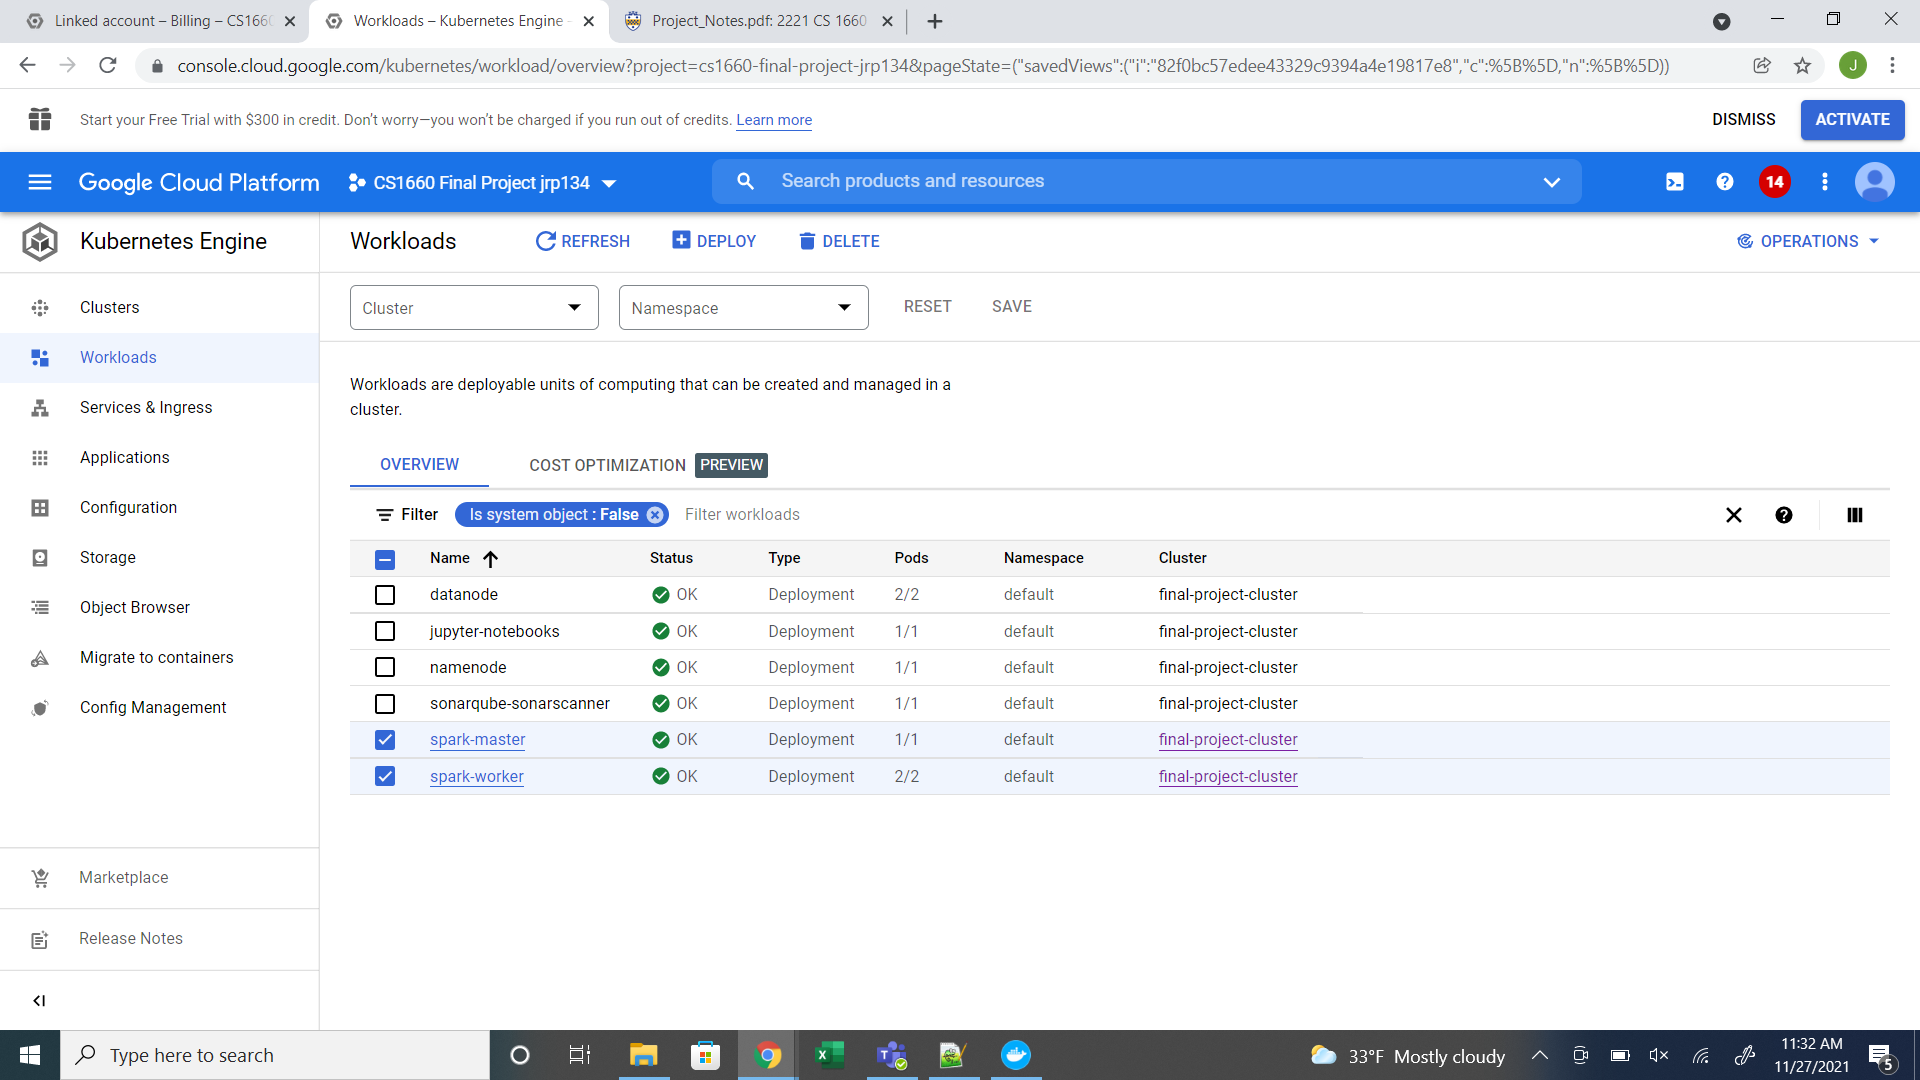 Linked account – Billing – CS166
Workloads – Kubernetes Engine –
Project_Notes.pdf: 2221 CS 1660
console.cloud.google.com/kubernetes/workload/overview?project=cs1660-final-project-jrp134&pageState=("savedViews":("i":"82f0bc57edee43329c9394a4e19817e8","c":%5B%5D,"n":%5B%5D))
J
Start your Free Trial with $300 in credit. Don't worry—you won't be charged if you run out of credits. Learn more
DISMISS
ACTIVATE
Google Cloud Platform
CS1660 Final Project jrp134
Search products and resources
14
Kubernetes Engine
Workloads
REFRESH
DEPLOY
DELETE
OPERATIONS
Clusters
Workloads
Services & Ingress
Applications
Configuration
Storage
Object Browser
Migrate to containers
Config Management
Marketplace
Release Notes
Cluster
Namespace
RESET
SAVE
Workloads are deployable units of computing that can be created and managed in a
cluster.
OVERVIEW
COST OPTIMIZATION PREVIEW
Filter
Is system object : False
Filter workloads
Name Status Type Pods Namespace Cluster
datanode OK Deployment 2/2 default final-project-cluster
jupyter-notebooks OK Deployment 1/1 default final-project-cluster
namenode OK Deployment 1/1 default final-project-cluster
sonarqube-sonarscanner OK Deployment 1/1 default final-project-cluster
spark-master OK Deployment 1/1 default final-project-cluster
spark-worker OK Deployment 2/2 default final-project-cluster
Type here to search
33°F Mostly cloudy
11:32 AM
11/27/2021
5